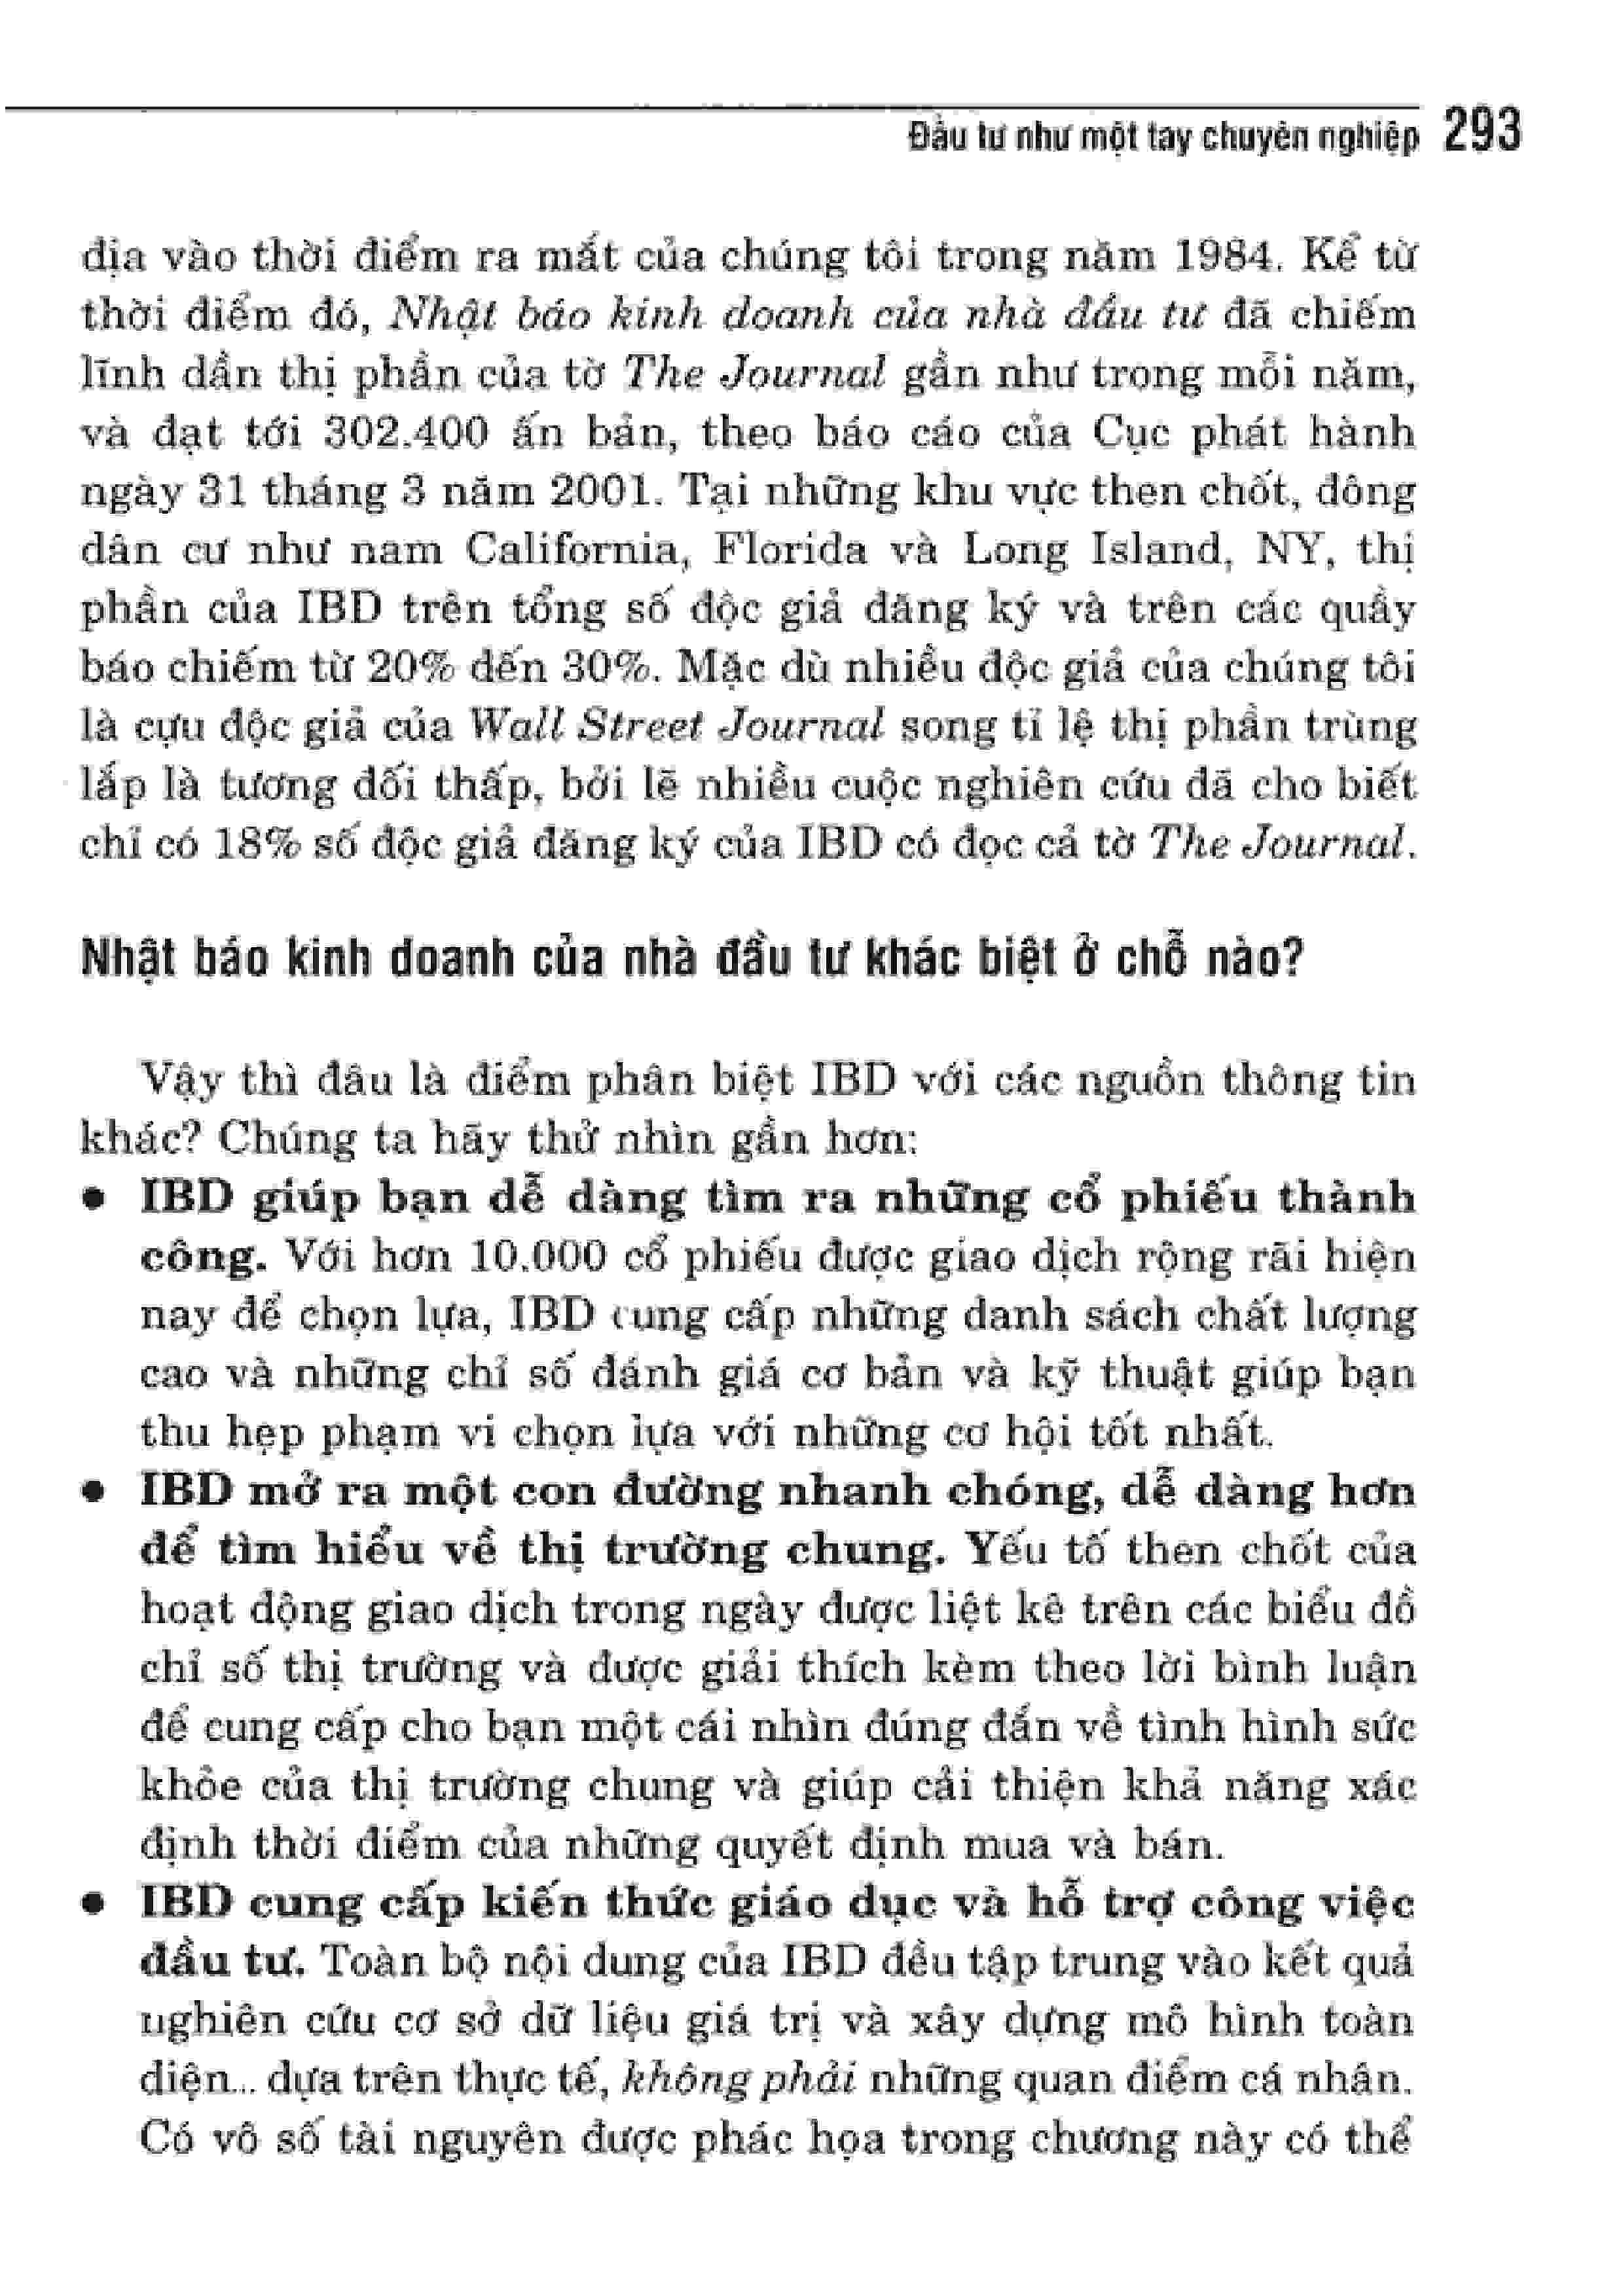 Đầu tư như một tay chuyên nghiệp 293
địa vào thời điểm ra mắt của chúng tôi trong năm 1984. Kể từ
thời điểm đó, Nhật báo kinh doanh của nhà đầu tư đã chiếm
lĩnh dần thị phần của tờ The Journal gần như trong mỗi năm,
và đạt tới 302.400 ấn bản, theo báo cáo của Cục phát hành
ngày 31 tháng 3 năm 2001. Tại những khu vực then chốt, đông
dân cư như nam California, Florida và Long Island, NY, thị
phần của IBD trên tổng số độc giả đăng ký và trên các quầy
báo chiếm từ 20% đến 30%. Mặc dù nhiều độc giả của chúng tôi
là cựu độc giả của Wall Street Journal song tỉ lệ thị phần trùng
lắp là tương đối thấp, bởi lẽ nhiều cuộc nghiên cứu đã cho biết
chỉ có 18% số độc giả đăng ký của IBD có đọc cả tờ The Journal.
Nhật báo kinh doanh của nhà đầu tư khác biệt ở chỗ nào?
Vậy thì đâu là điểm phân biệt IBD với các nguồn thông tin
khác? Chúng ta hãy thử nhìn gần hơn:
● IBD giúp bạn dễ dàng tìm ra những cổ phiếu thành
công. Với hơn 10.000 cổ phiếu được giao dịch rộng rãi hiện
nay để chọn lựa, IBD cung cấp những danh sách chất lượng
cao và những chỉ số đánh giá cơ bản và kỹ thuật giúp bạn
thu hẹp phạm vi chọn lựa với những cơ hội tốt nhất.
● IBD mở ra một con đường nhanh chóng, dễ dàng hơn
để tìm hiểu về thị trường chung. Yếu tố then chốt của
hoạt động giao dịch trong ngày được liệt kê trên các biểu đồ
chỉ số thị trường và được giải thích kèm theo lời bình luận
để cung cấp cho bạn một cái nhìn đúng đắn về tình hình sức
khỏe của thị trường chung và giúp cải thiện khả năng xác
định thời điểm của những quyết định mua và bán.
● IBD cung cấp kiến thức giáo dục và hỗ trợ công việc
đầu tư. Toàn bộ nội dung của IBD đều tập trung vào kết quả
nghiên cứu cơ sở dữ liệu giá trị và xây dựng mô hình toàn
diện... dựa trên thực tế, không phải những quan điểm cá nhân.
Có vô số tài nguyên được phác họa trong chương này có thể